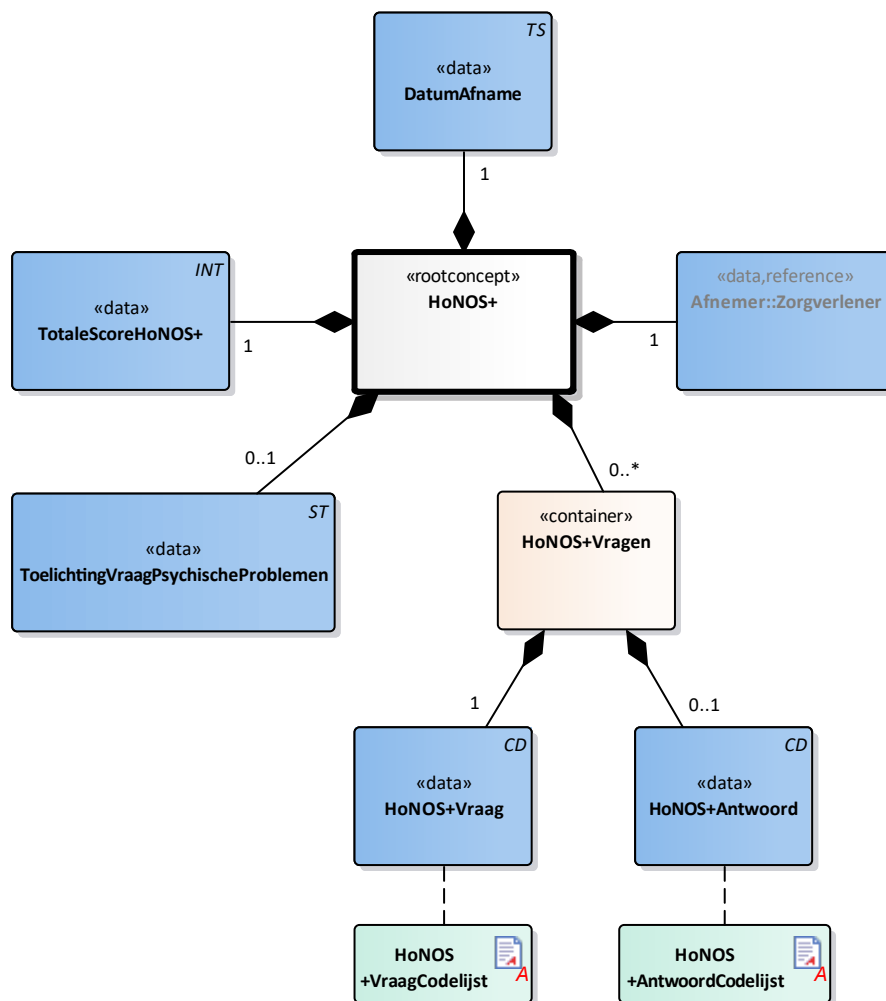 TS
«data»
DatumAfname
1
INT
«data»
TotaleScoreHoNOS+
1
«rootconcept»
HoNOS+
«data,reference»
Afnemer::Zorgverlener
1
0..1
0..*
ST
«data»
ToelichtingVraagPsychischeProblemen
«container»
HoNOS+Vragen
1
0..1
CD
«data»
HoNOS+Vraag
CD
«data»
HoNOS+Antwoord
HoNOS
+VraagCodelijst
A
HoNOS
+AntwoordCodelijst
A